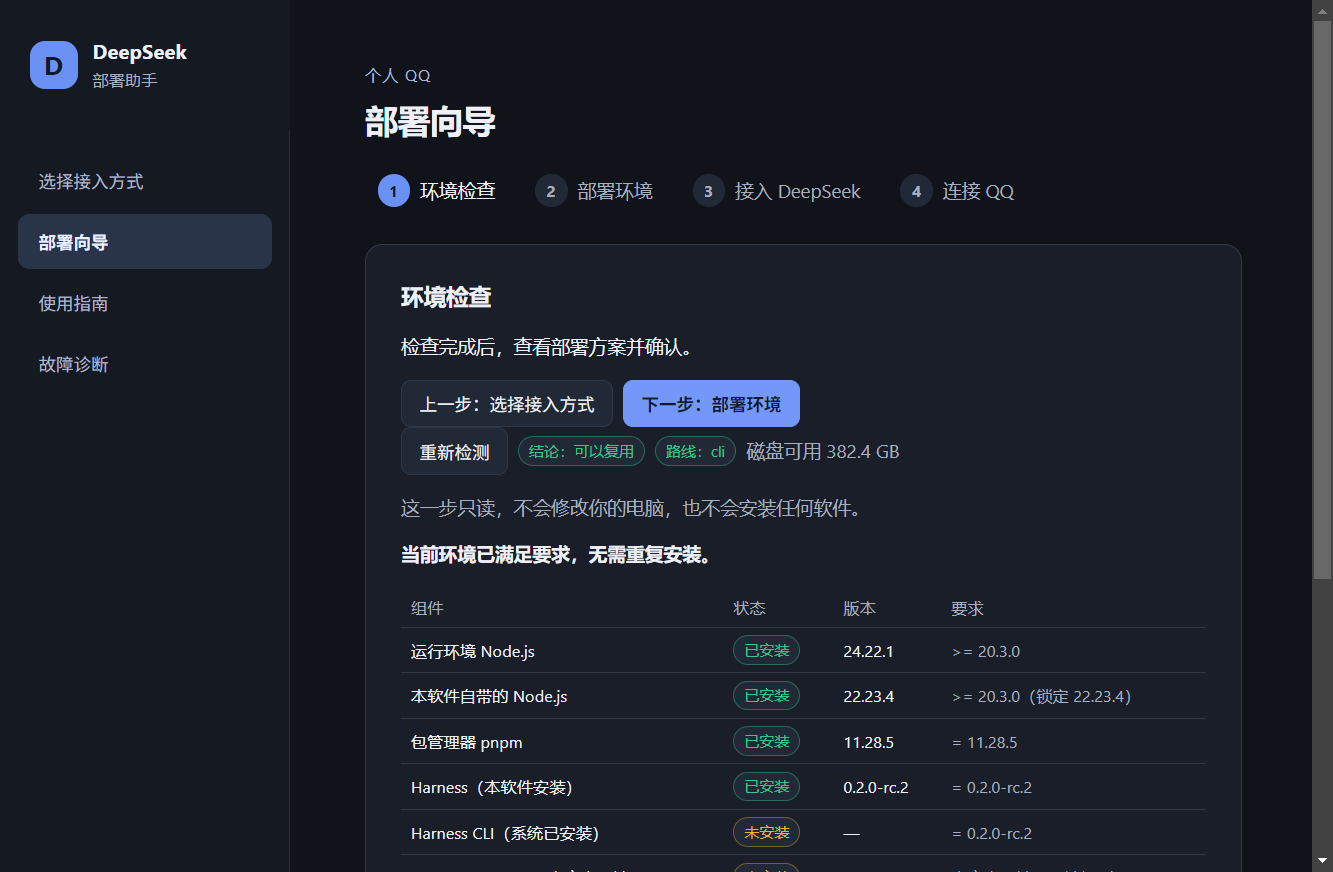 D
DeepSeek
部署助手
选择接入方式
部署向导
使用指南
故障诊断
个人 QQ
部署向导
1 环境检查 2 部署环境 3 接入 DeepSeek 4 连接 QQ
环境检查
检查完成后，查看部署方案并确认。
上一步：选择接入方式 下一步：部署环境
重新检测 结论：可以复用 路线：cli 磁盘可用 382.4 GB
这一步只读，不会修改你的电脑，也不会安装任何软件。
当前环境已满足要求，无需重复安装。
组件 状态 版本 要求
运行环境 Node.js 已安装 24.22.1 >= 20.3.0
本软件自带的 Node.js 已安装 22.23.4 >= 20.3.0（锁定 22.23.4）
包管理器 pnpm 已安装 11.28.5 = 11.28.5
Harness（本软件安装） 已安装 0.2.0-rc.2 = 0.2.0-rc.2
Harness CLI（系统已安装） 未安装 — = 0.2.0-rc.2